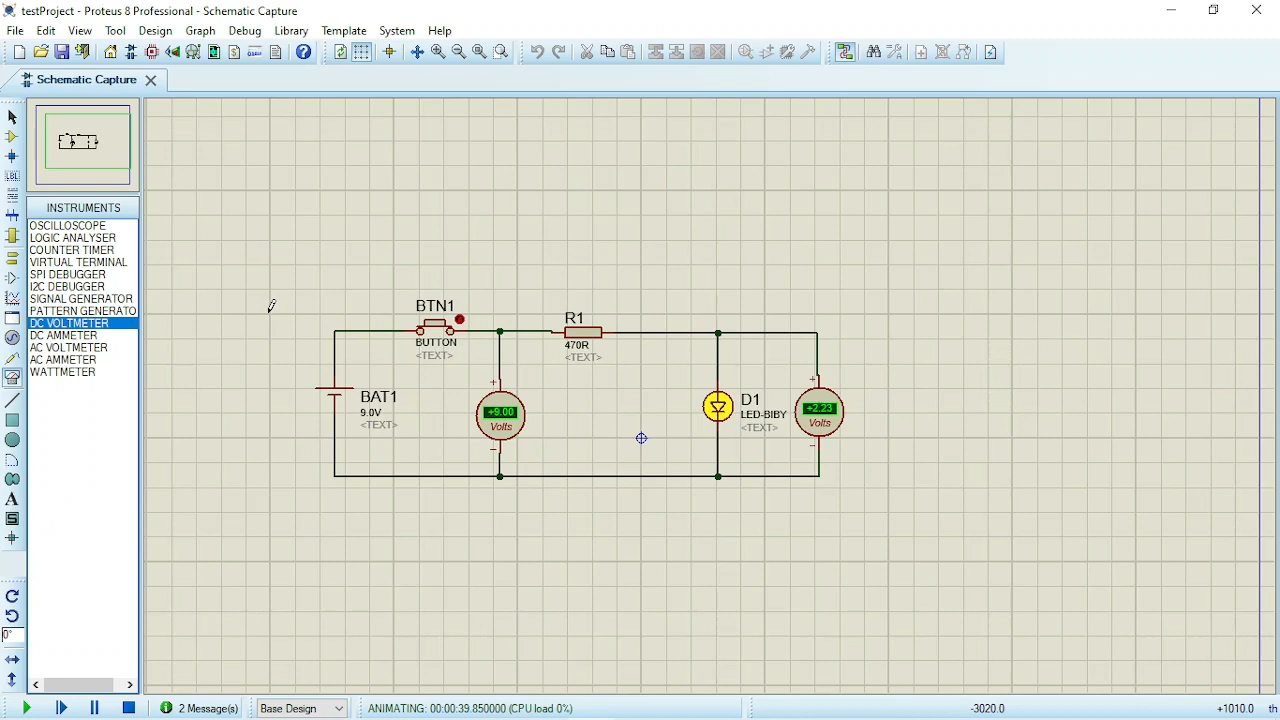 testProject - Proteus 8 Professional - Schematic Capture
File Edit View Tool Design Graph Debug Library Template System Help
Schematic Capture
INSTRUMENTS
OSCILLOSCOPE
LOGIC ANALYSER
COUNTER TIMER
VIRTUAL TERMINAL
SPI DEBUGGER
I2C DEBUGGER
SIGNAL GENERATOR
PATTERN GENERATO
DC VOLTMETER
DC AMMETER
AC VOLTMETER
AC AMMETER
WATTMETER
0°
BTN1
BUTTON
<TEXT>
R1
470R
<TEXT>
BAT1
9.0V
<TEXT>
+9.00
Volts
D1
LED-BIBY
<TEXT>
+2.23
Volts
2 Message(s)
Base Design
ANIMATING: 00:00:39.850000 (CPU load 0%)
-3020.0
+1010.0
th